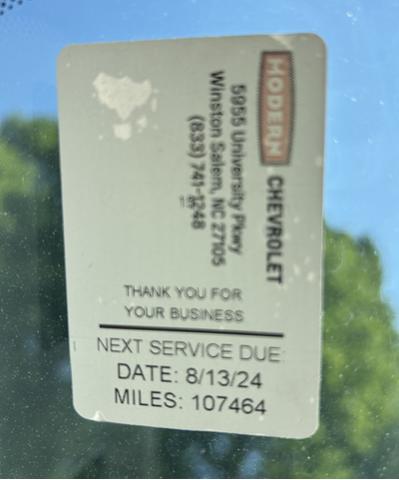 MODERN CHEVROLET
5955 University Pkwy
Winston Salem, NC 27105
(833) 741-1248
THANK YOU FOR
YOUR BUSINESS
NEXT SERVICE DUE:
DATE: 8/13/24
MILES: 107464